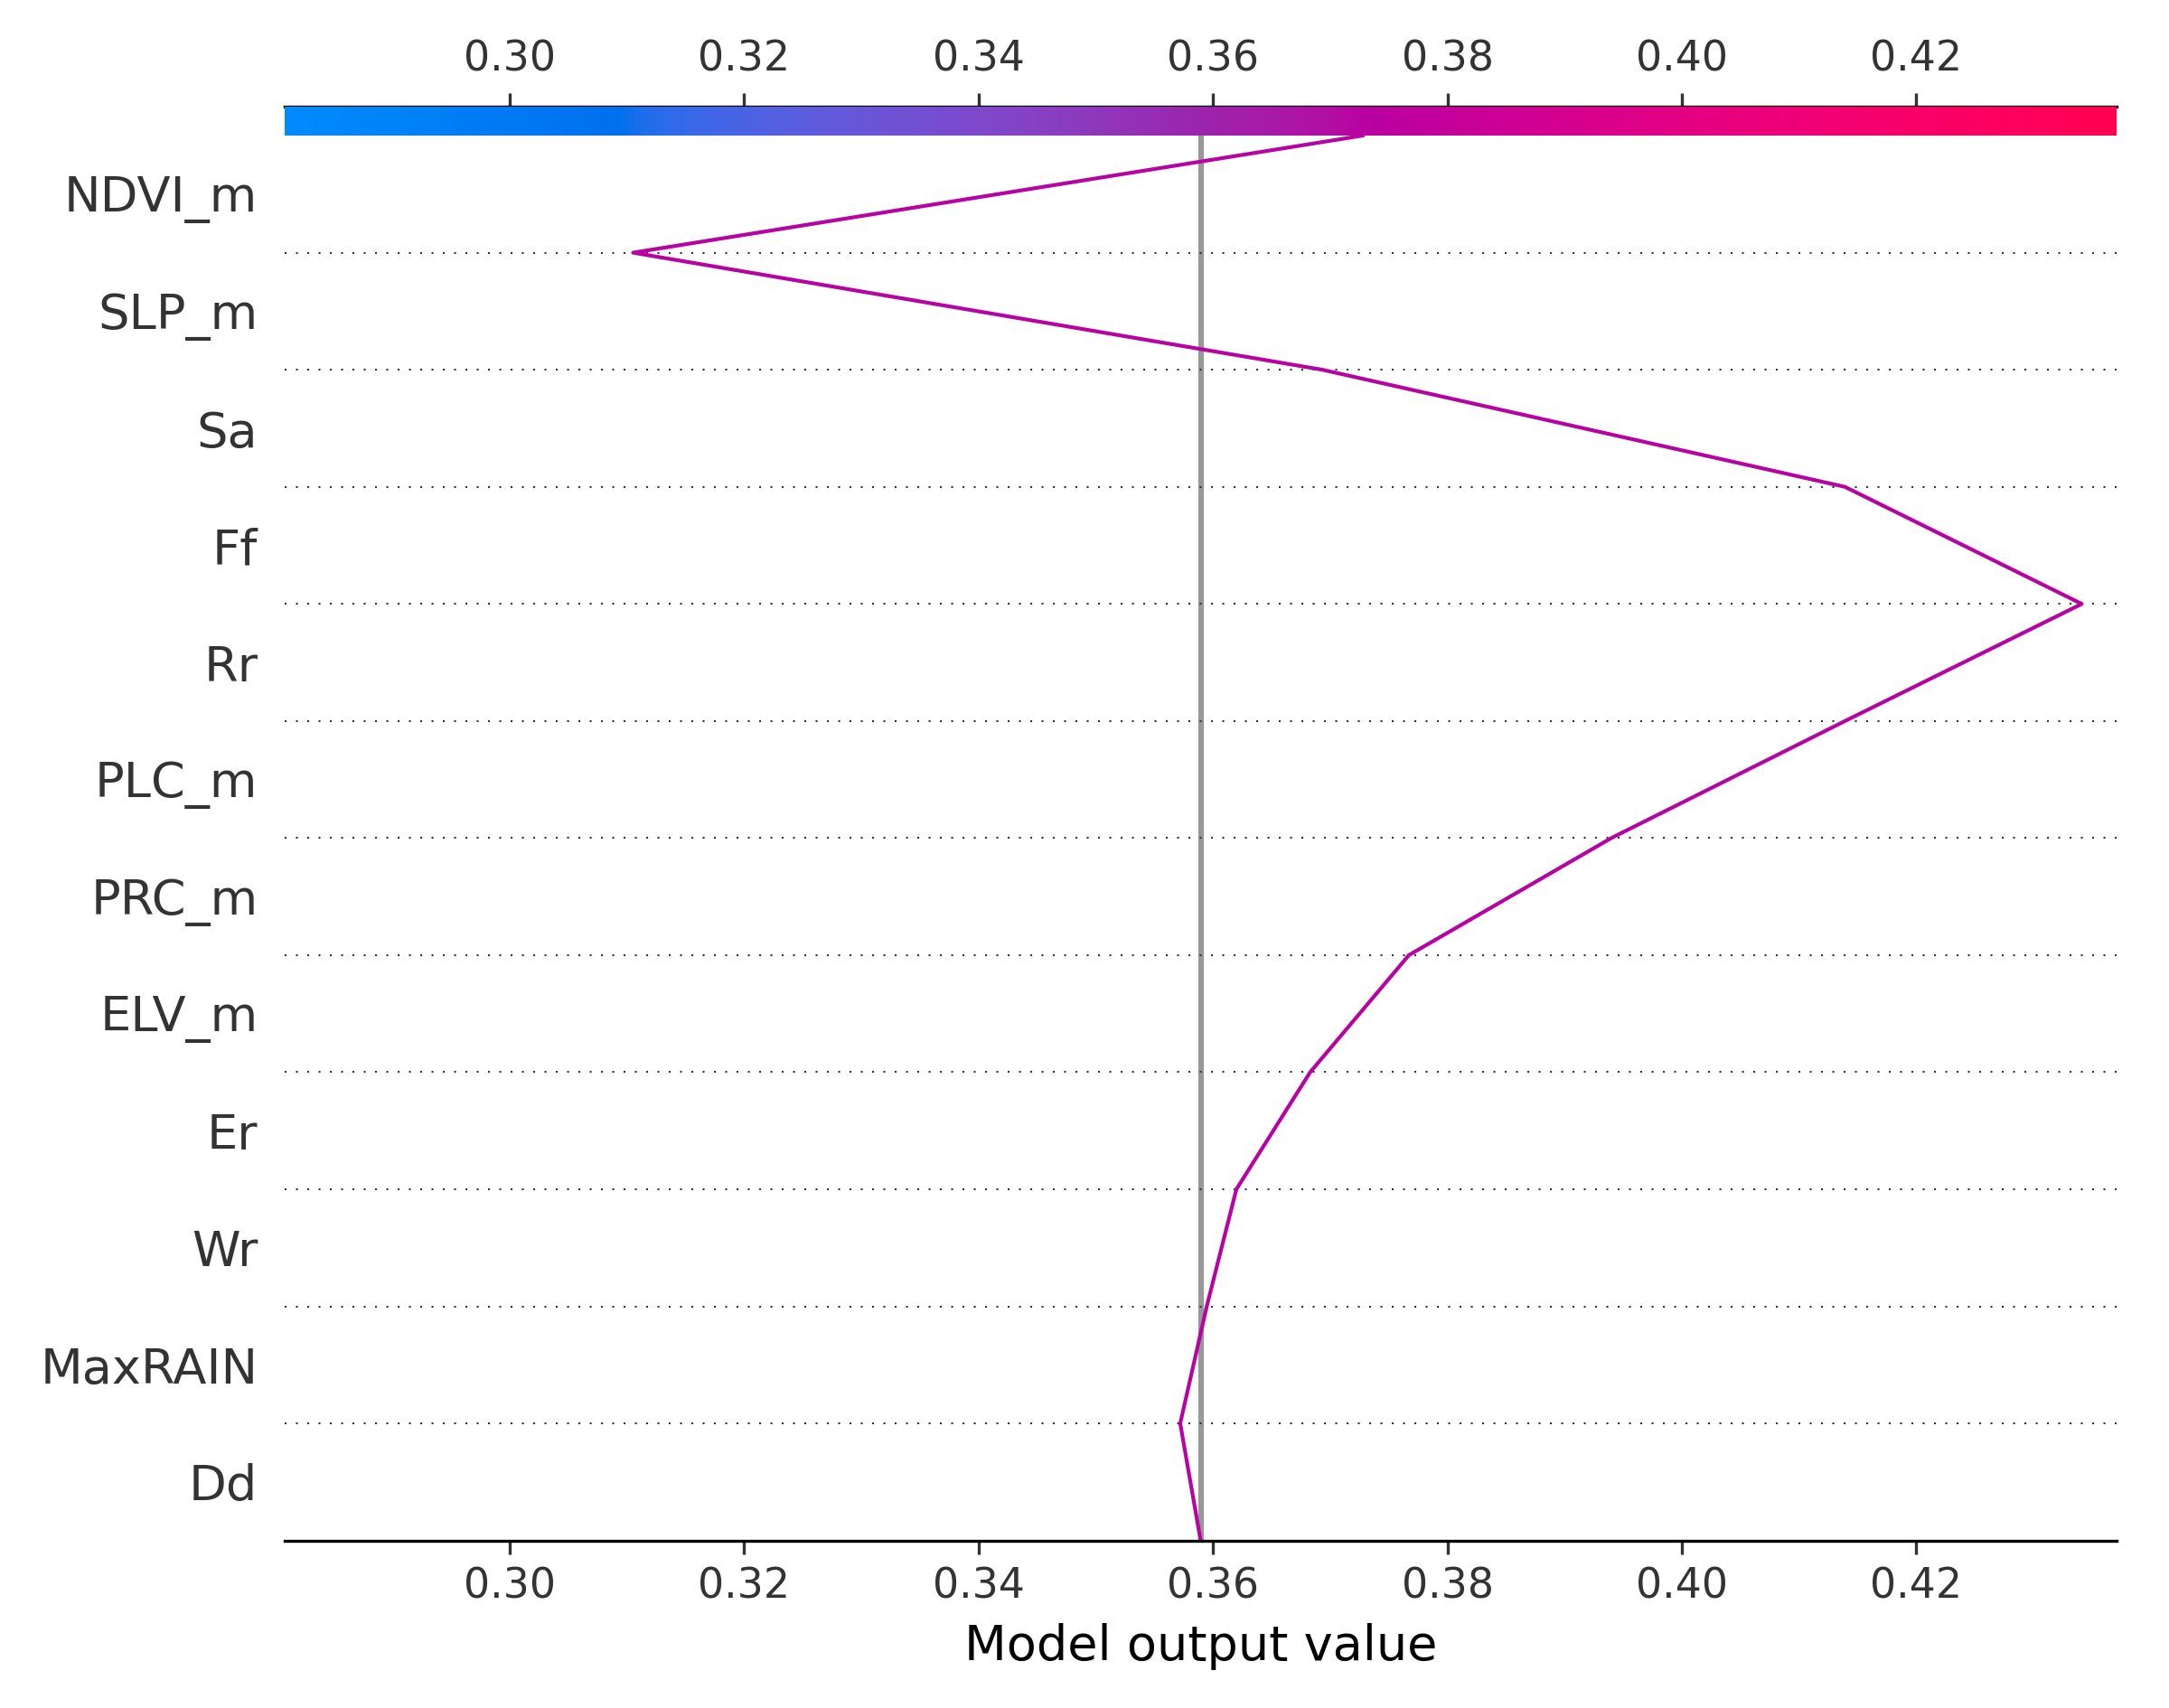 0.30 0.32 0.34 0.36 0.38 0.40 0.42
NDVI_m
SLP_m
Sa
Ff
Rr
PLC_m
PRC_m
ELV_m
Er
Wr
MaxRAIN
Dd
0.30 0.32 0.34 0.36 0.38 0.40 0.42
Model output value